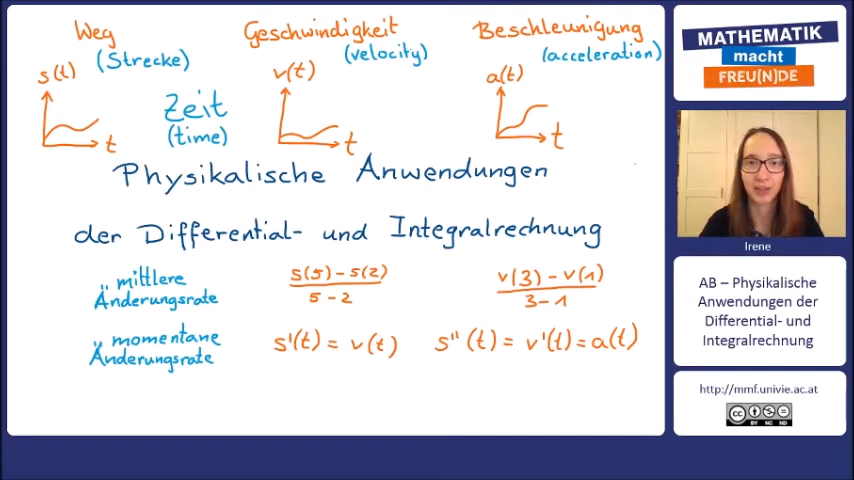 Weg
(Strecke)
s(t)
t
Zeit
(time)
Geschwindigkeit
(velocity)
v(t)
t
Beschleunigung
(acceleration)
a(t)
t
Physikalische Anwendungen
der Differential- und Integralrechnung
mittlere
Änderungsrate
s(5) - s(2)
5 - 2
v(3) - v(1)
3 - 1
momentane
Änderungsrate
s'(t) = v(t)
s''(t) = v'(t) = a(t)
MATHEMATIK
macht
FREU(N)DE
Irene
AB – Physikalische
Anwendungen der
Differential- und
Integralrechnung
http://mmf.univie.ac.at
cc
BY NC ND